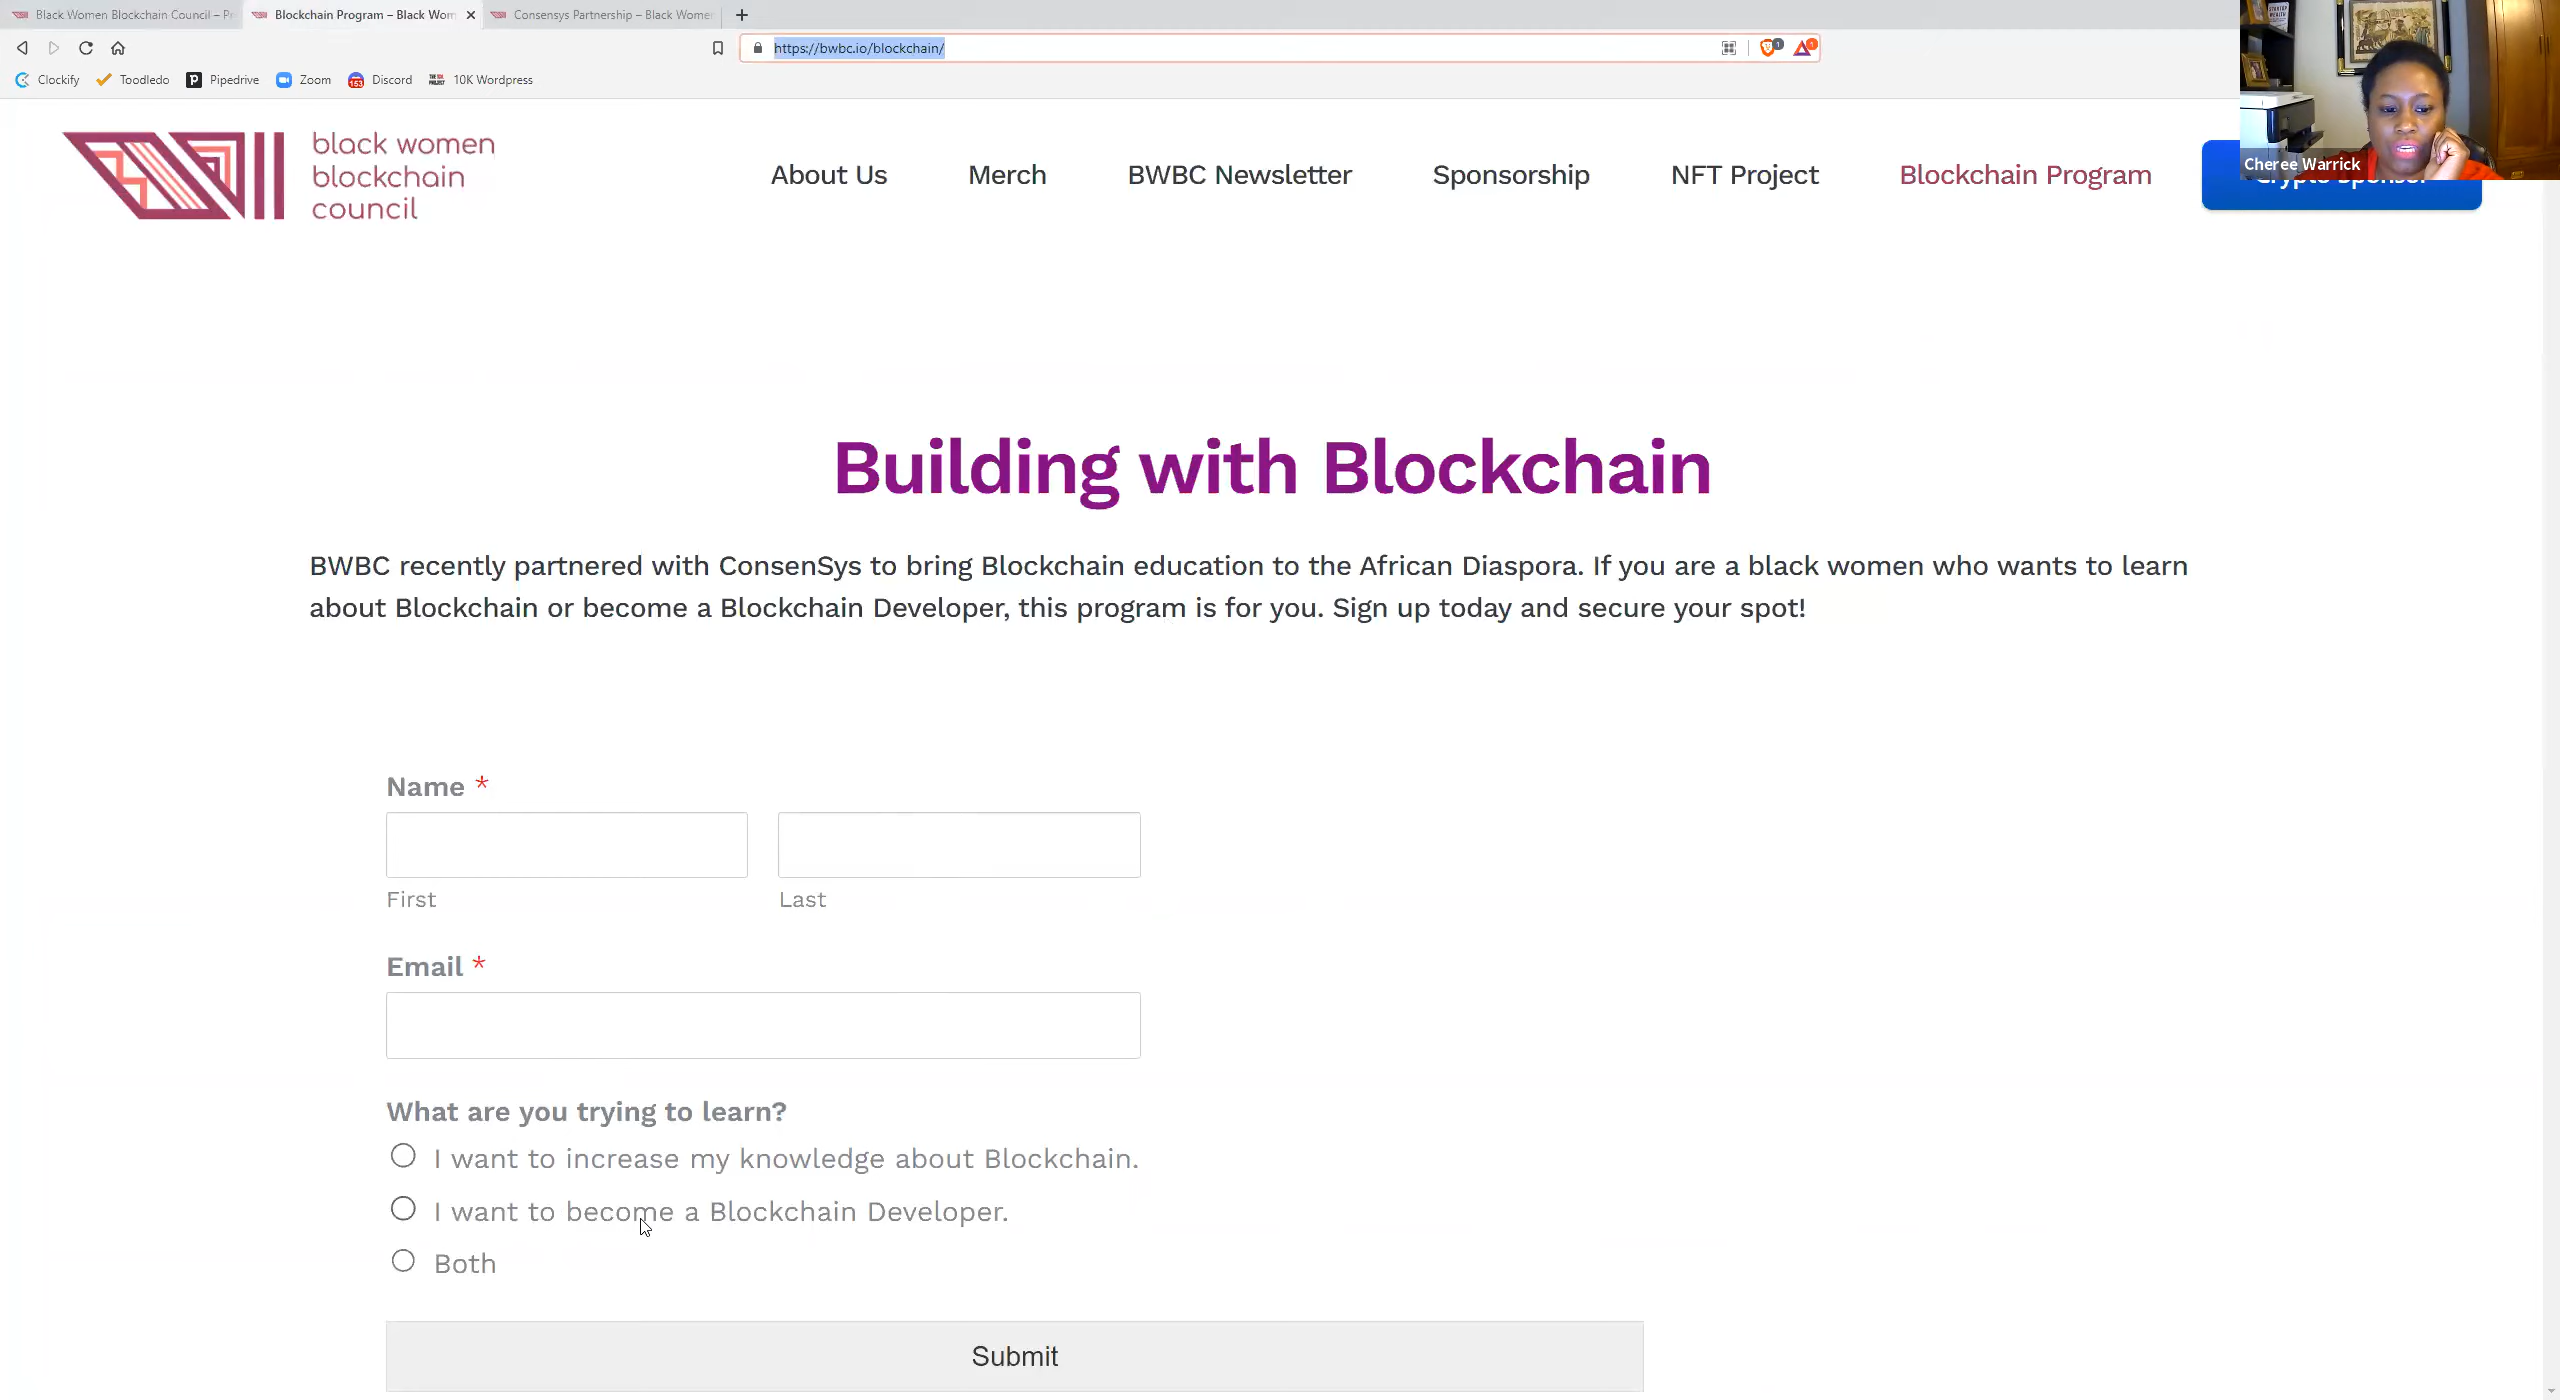 Black Women Blockchain Council – Pr
Blockchain Program – Black Wom
Consensys Partnership – Black Women
https://bwbc.io/blockchain/
Clockify
Toodledo
Pipedrive
Zoom
153
Discord
10K Wordpress
STARTUP WEALTH
Cheree Warrick
black women
blockchain
council
About Us
Merch
BWBC Newsletter
Sponsorship
NFT Project
Blockchain Program
Crypto Sponsor
Building with Blockchain
BWBC recently partnered with ConsenSys to bring Blockchain education to the African Diaspora. If you are a black women who wants to learn
about Blockchain or become a Blockchain Developer, this program is for you. Sign up today and secure your spot!
Name *
First
Last
Email *
What are you trying to learn?
I want to increase my knowledge about Blockchain.
I want to become a Blockchain Developer.
Both
Submit